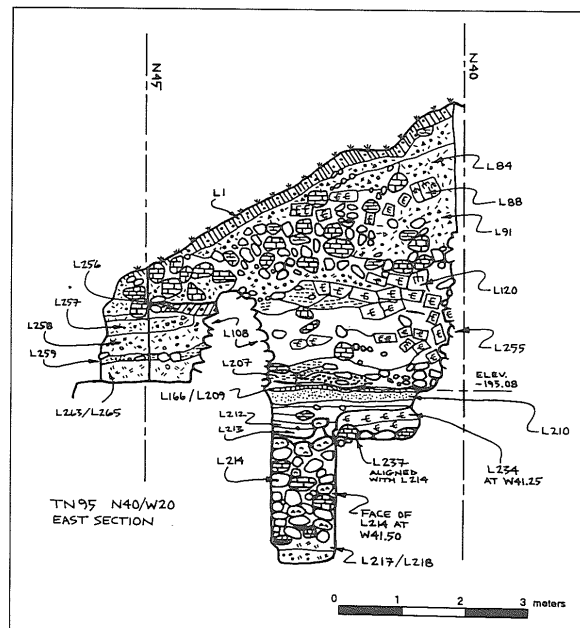 N45
N40
L84
L88
L1
L91
L256
L257
L120
L258
L108
L255
L259
L207
ELEV.
-193.08
L166/L209
L263/L265
L212
L210
L213
L237
ALIGNED
WITH L214
L234
AT W41.25
L214
TN95 N40/W20
EAST SECTION
FACE OF
L214 AT
W41.50
L217/L218
0 1 2 3
meters